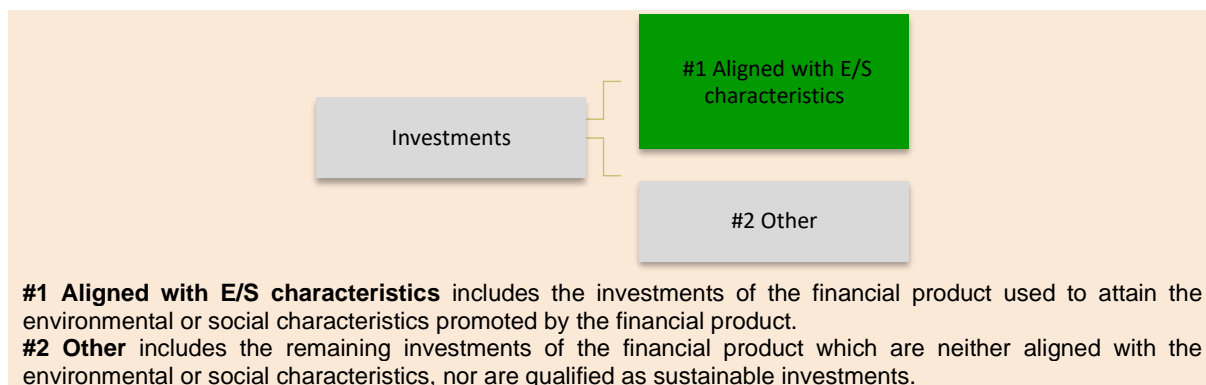 #1 Aligned with E/S
characteristics
Investments
#2 Other
#1 Aligned with E/S characteristics includes the investments of the financial product used to attain the
environmental or social characteristics promoted by the financial product.
#2 Other includes the remaining investments of the financial product which are neither aligned with the
environmental or social characteristics, nor are qualified as sustainable investments.